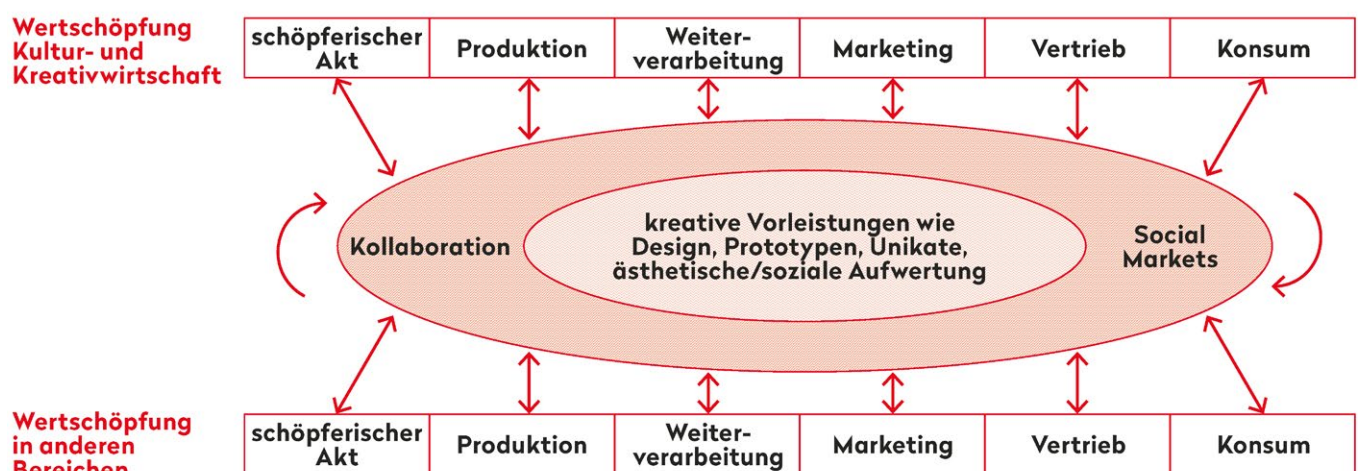 Wertschöpfung
Kultur- und
Kreativwirtschaft
schöpferischer
Akt
Produktion
Weiter-
verarbeitung
Marketing
Vertrieb
Konsum
Kollaboration
kreative Vorleistungen wie
Design, Prototypen, Unikate,
ästhetische/soziale Aufwertung
Social
Markets
Wertschöpfung
in anderen
Bereichen
schöpferischer
Akt
Produktion
Weiter-
verarbeitung
Marketing
Vertrieb
Konsum